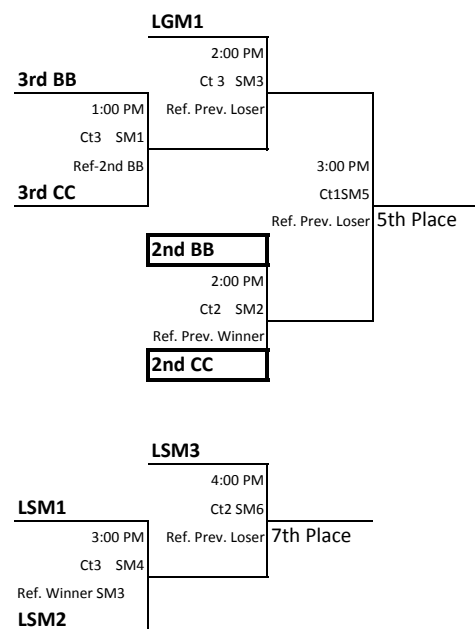 LGM1
2:00 PM
3rd BB
Ct 3 SM3
1:00 PM
Ref. Prev. Loser
Ct3 SM1
Ref-2nd BB
3:00 PM
3rd CC
Ct1SM5
Ref. Prev. Loser 5th Place
2nd BB
2:00 PM
Ct2 SM2
Ref. Prev. Winner
2nd CC
LSM3
4:00 PM
LSM1
Ct2 SM6
3:00 PM
Ref. Prev. Loser 7th Place
Ct3 SM4
Ref. Winner SM3
LSM2